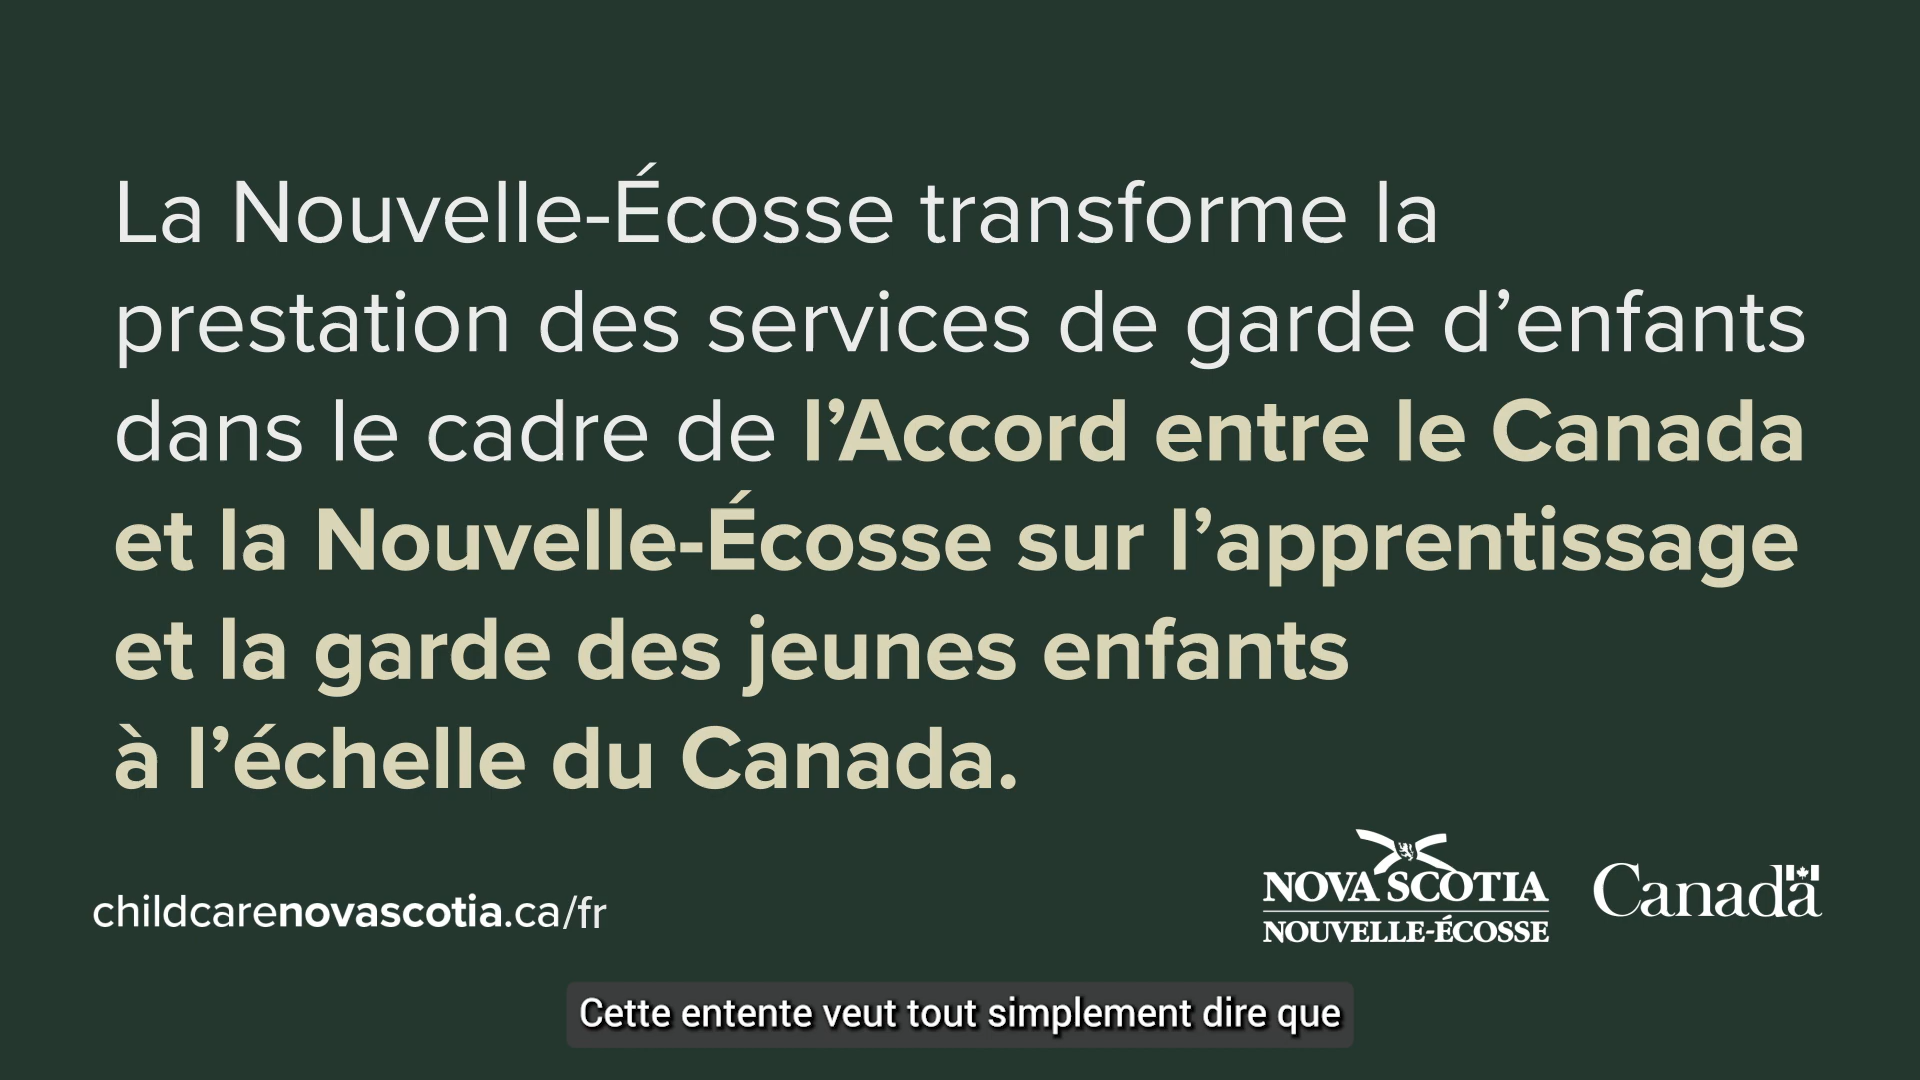 La Nouvelle-Écosse transforme la
prestation des services de garde d’enfants
dans le cadre de l’Accord entre le Canada
et la Nouvelle-Écosse sur l’apprentissage
et la garde des jeunes enfants
à l’échelle du Canada.
childcarenovascotia.ca/fr
NOVA SCOTIA
NOUVELLE-ÉCOSSE
Canada
Cette entente veut tout simplement dire que